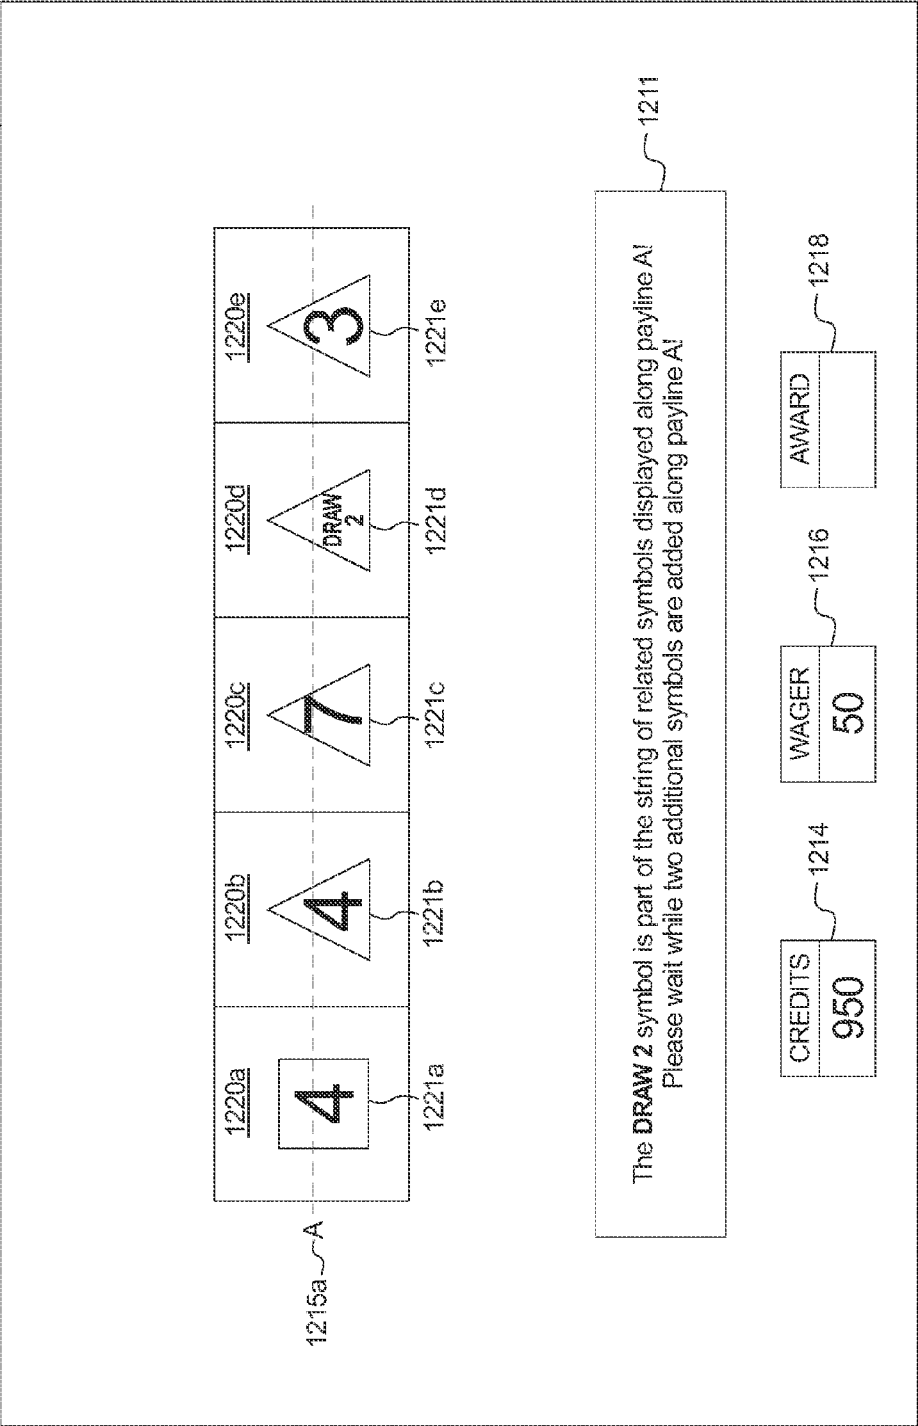 1220a 1220b 1220c 1220d 1220e
1215a A
4 4 7 DRAW 3
2
1221a 1221b 1221c 1221d 1221e
1211
The DRAW 2 symbol is part of the string of related symbols displayed along payline A!
Please wait while two additional symbols are added along payline A!
1214 1216 1218
CREDITS WAGER AWARD
950 50